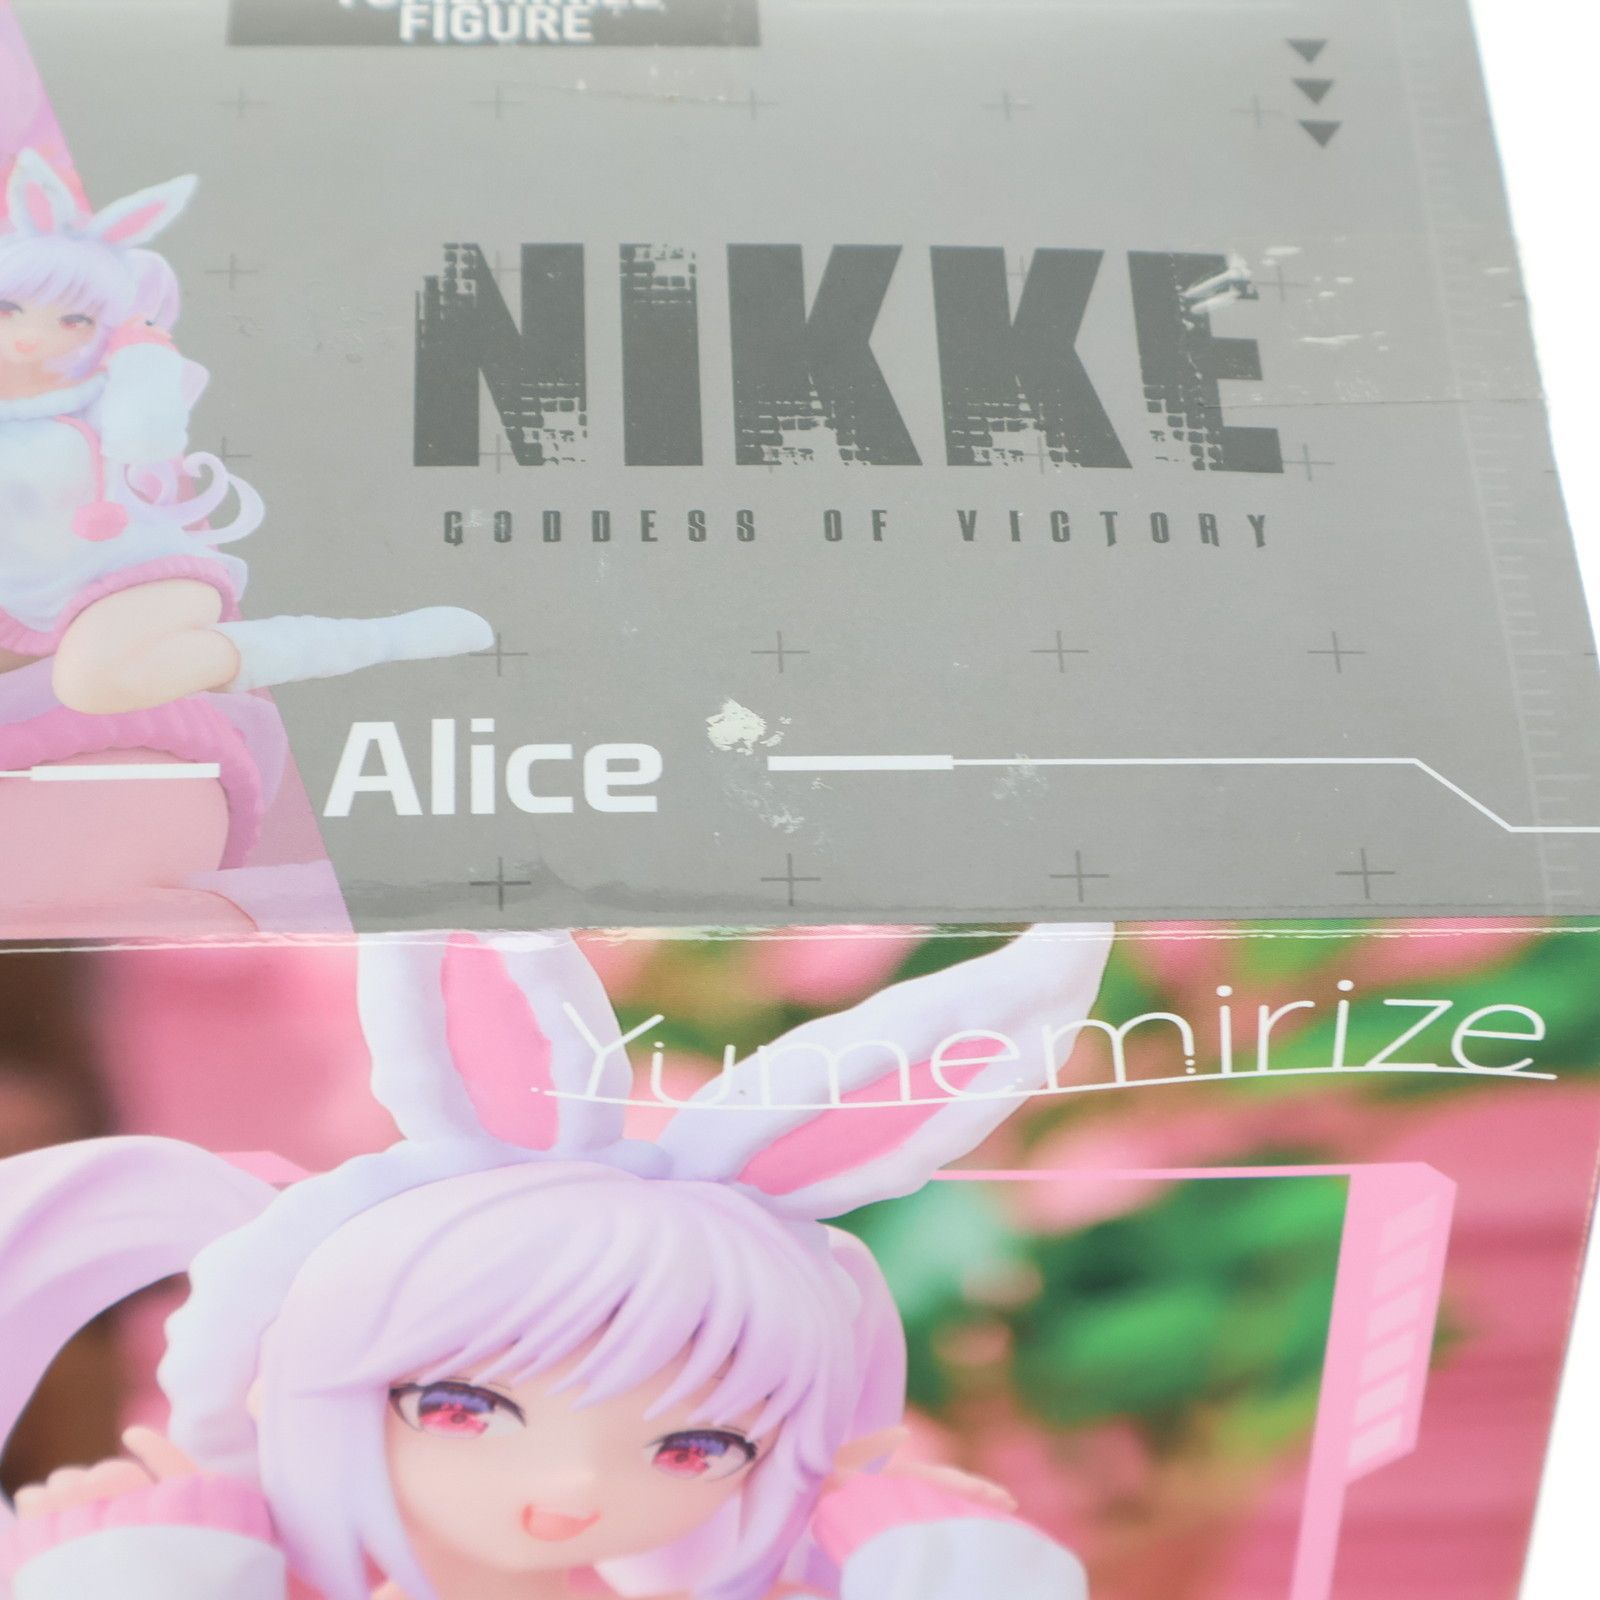 FIGURE
NIKKE
GODDESS OF VICTORY
Alice
Yumemirize